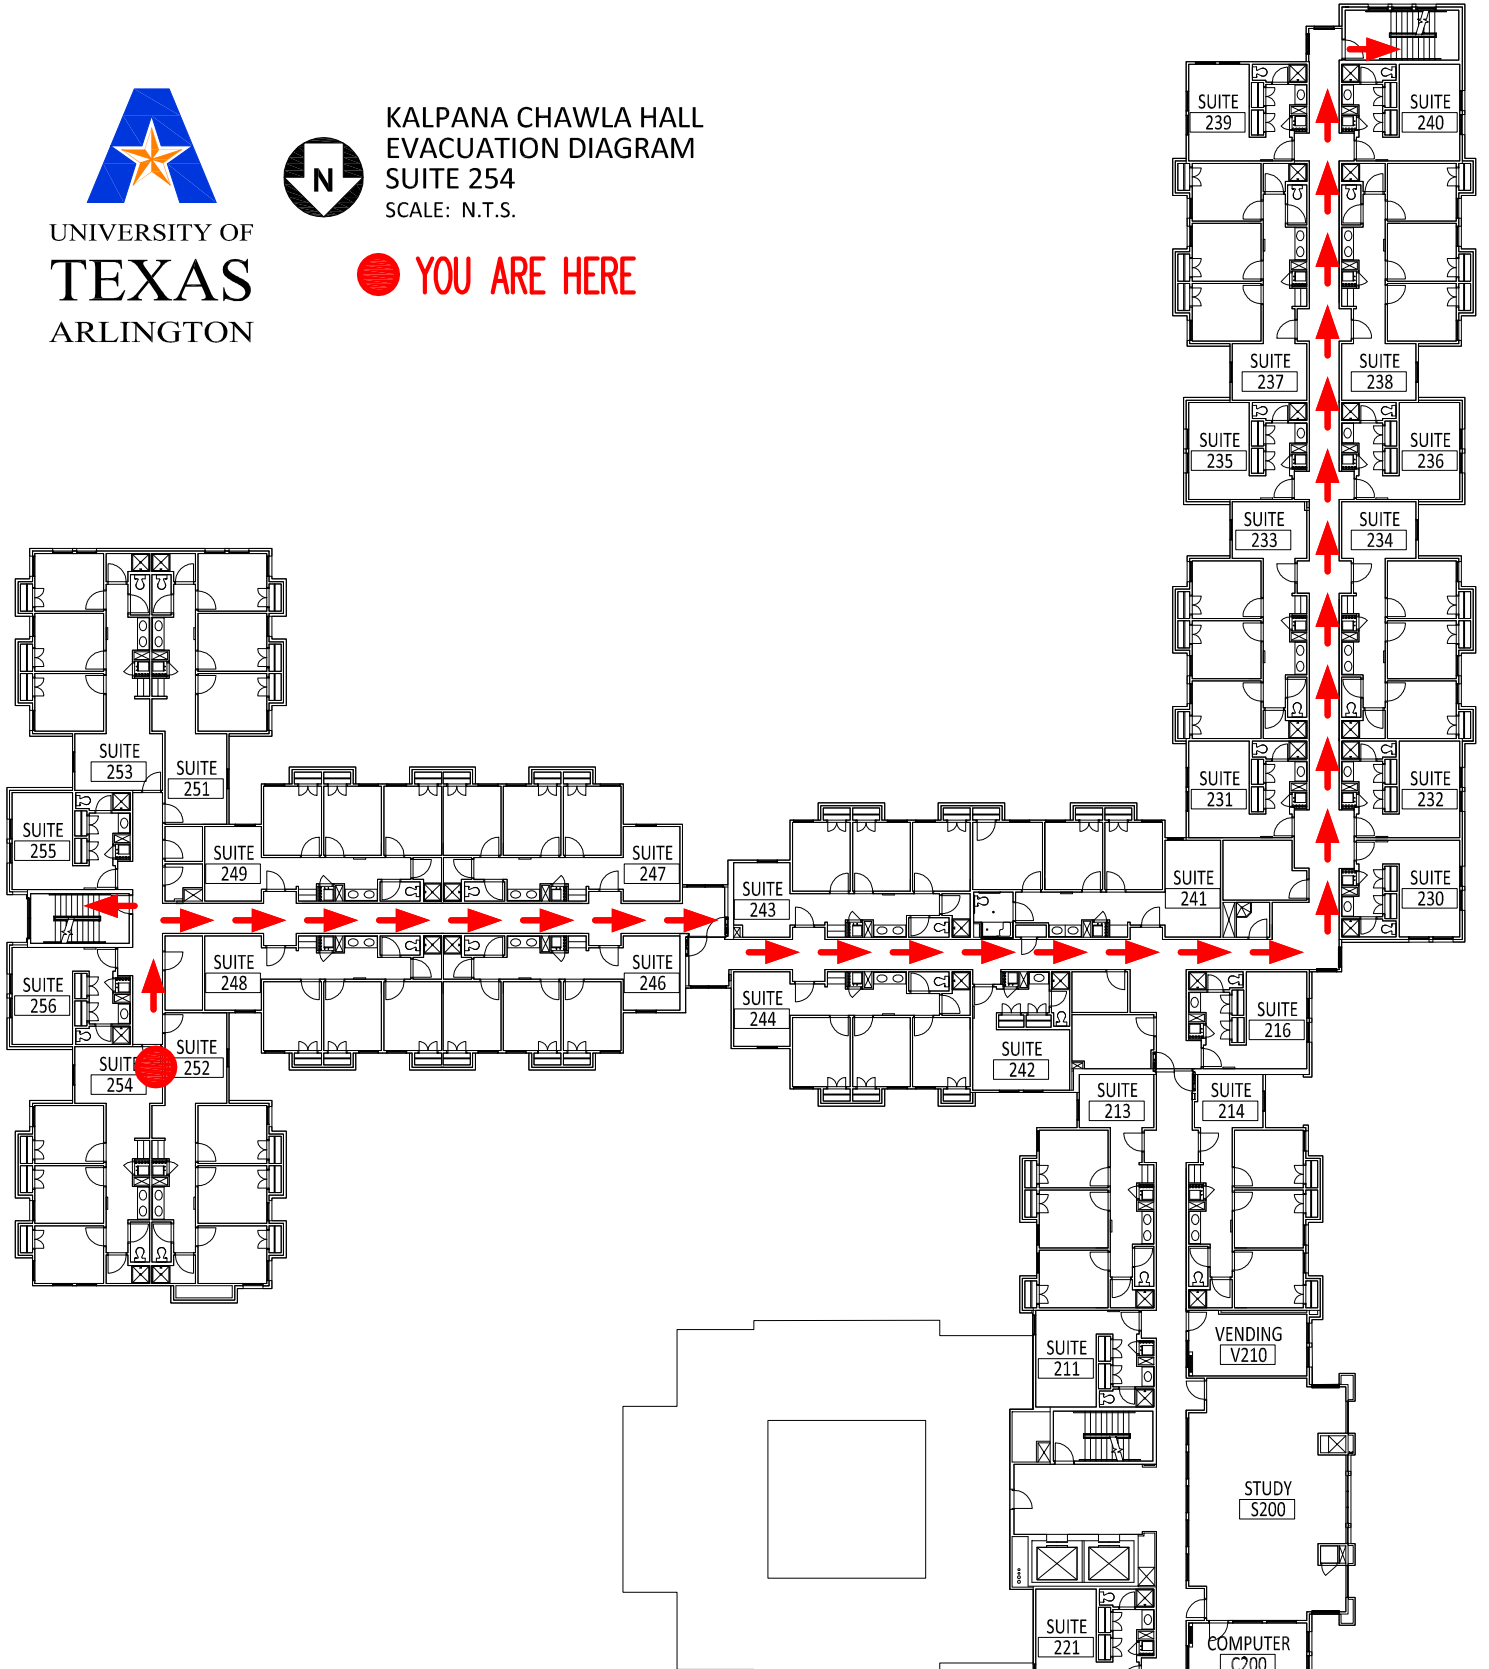 KALPANA CHAWLA HALL
EVACUATION DIAGRAM
SUITE 254
SCALE: N.T.S.
N
UNIVERSITY OF
TEXAS
ARLINGTON
YOU ARE HERE
SUITE
239
SUITE
240
SUITE
237
SUITE
238
SUITE
235
SUITE
236
SUITE
233
SUITE
234
SUITE
231
SUITE
232
SUITE
253
SUITE
251
SUITE
255
SUITE
249
SUITE
247
SUITE
243
SUITE
241
SUITE
230
SUITE
256
SUITE
248
SUITE
246
SUITE
244
SUITE
242
SUITE
216
SUITE
254
SUITE
252
SUITE
213
SUITE
214
SUITE
211
VENDING
V210
STUDY
S200
SUITE
221
COMPUTER
C200